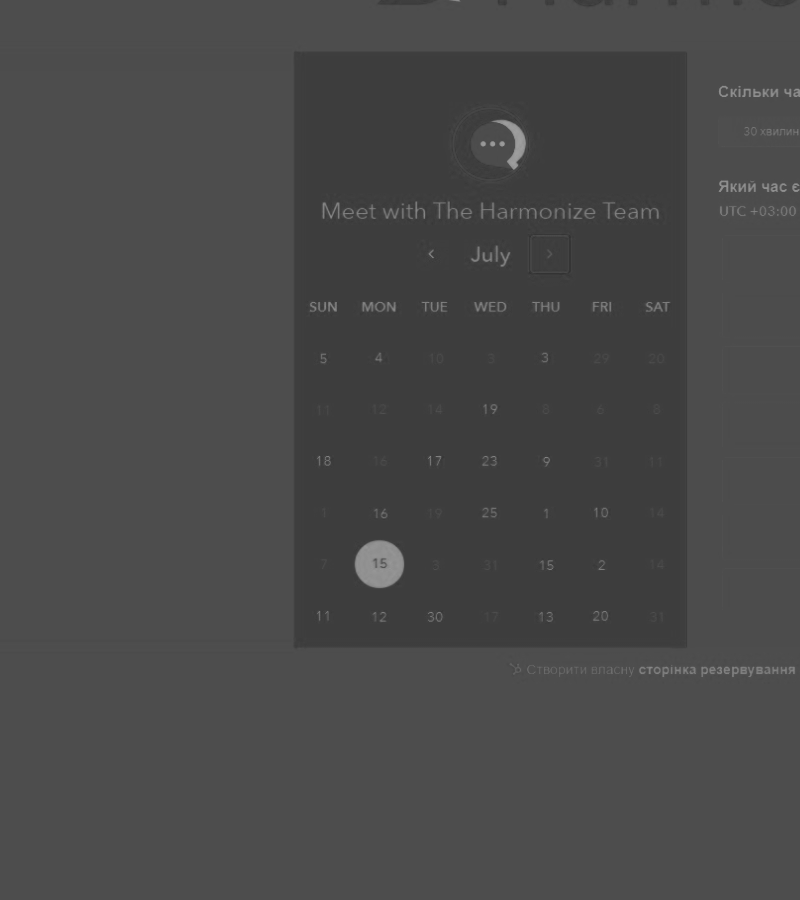 Meet with The Harmonize Team
July
SUN MON TUE WED THU FRI SAT
5 4 10 3 3 29 20
11 12 14 19 8 6 8
18 16 17 23 9 31 11
16 19 25 1 10 14
7 15 3 31 15 2 14
11 12 30 17 13 20 31
Скільки
30 хвилин
Який час є
UTC +03:00
Створити власну сторінка резервування